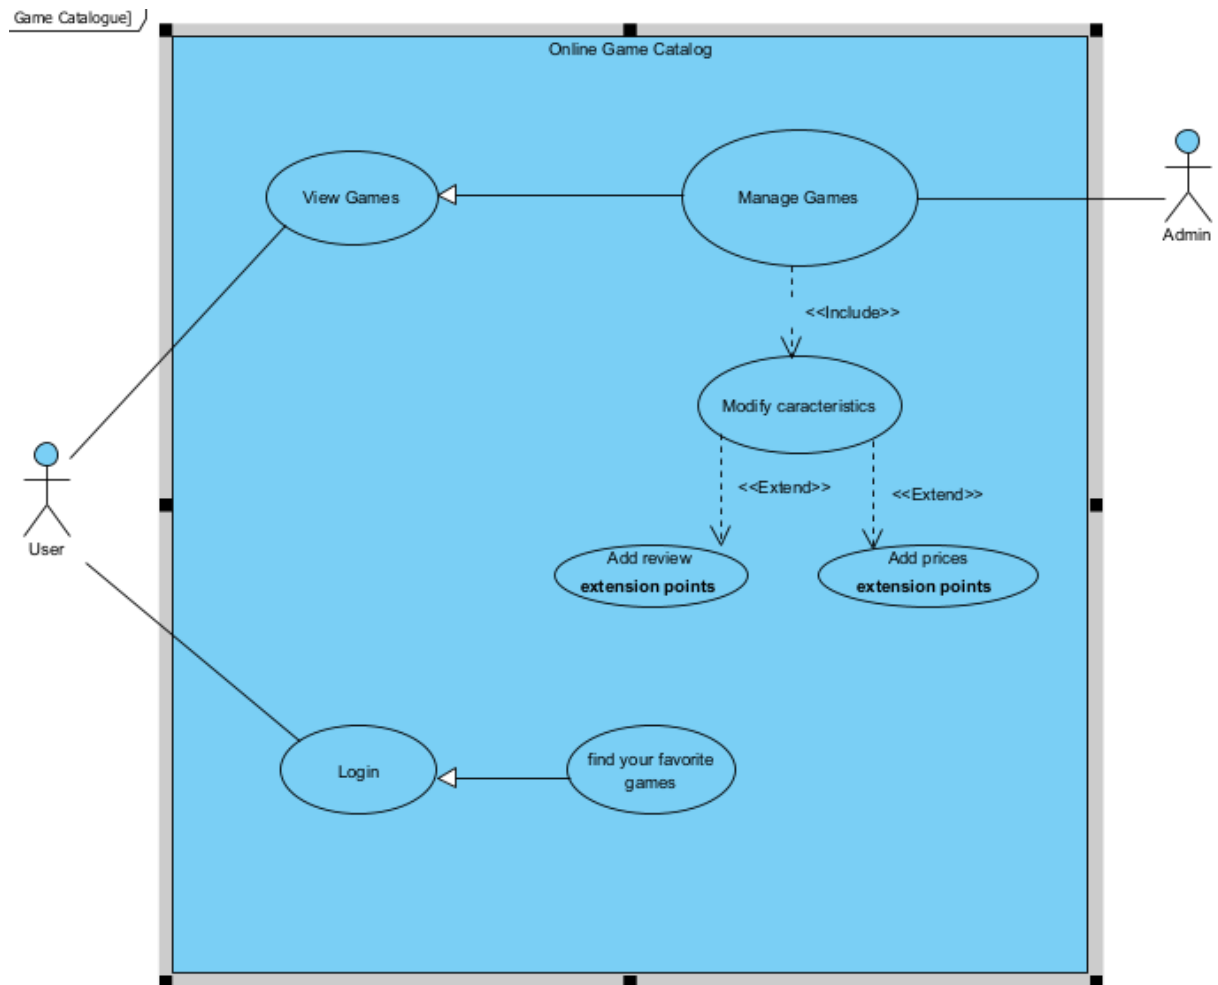 Game Catalogue]
Online Game Catalog
View Games
Manage Games
Admin
<<Include>>
Modify caracteristics
<<Extend>>
<<Extend>>
User
Add review
extension points
Add prices
extension points
Login
find your favorite
games